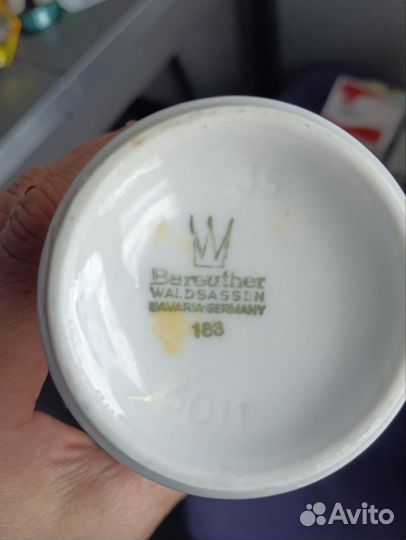 35
W
Bareuther
WALDSASSEN
BAVARIA-GERMANY
183
5011
Avito